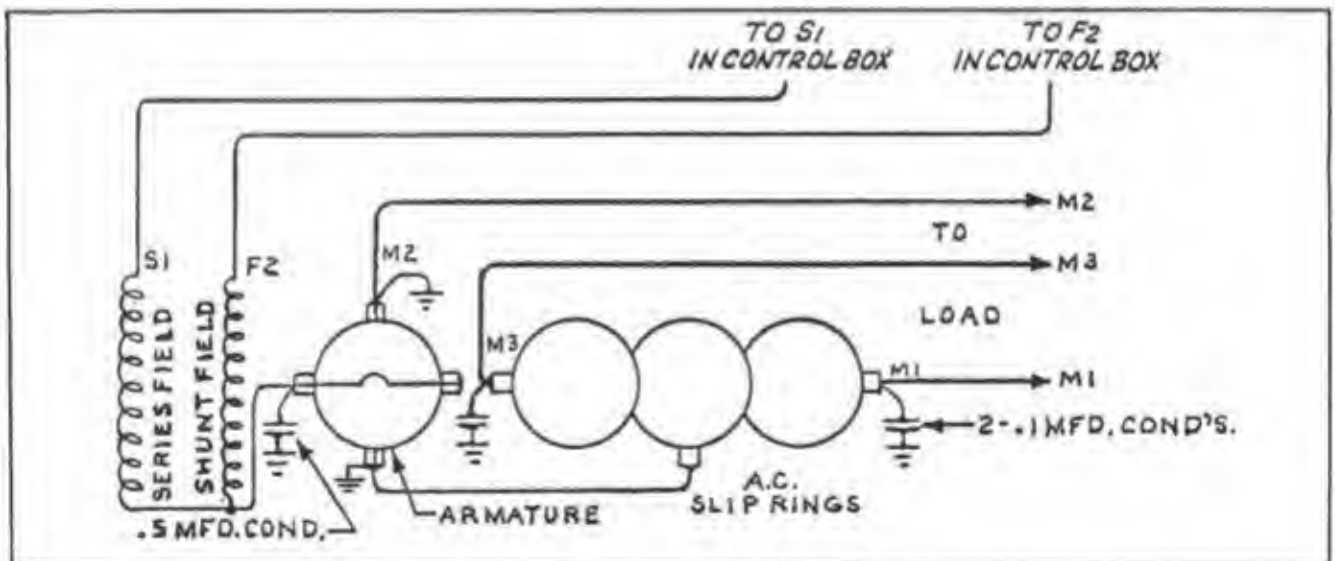 TO S1
IN CONTROL BOX
TO F2
IN CONTROL BOX
M2
TO
M3
LOAD
M1
S1
F2
M2
M3
M1
SERIES FIELD
SHUNT FIELD
2-.1 MFD. COND'S.
A.C.
SLIP RINGS
ARMATURE
.5 MFD. COND.